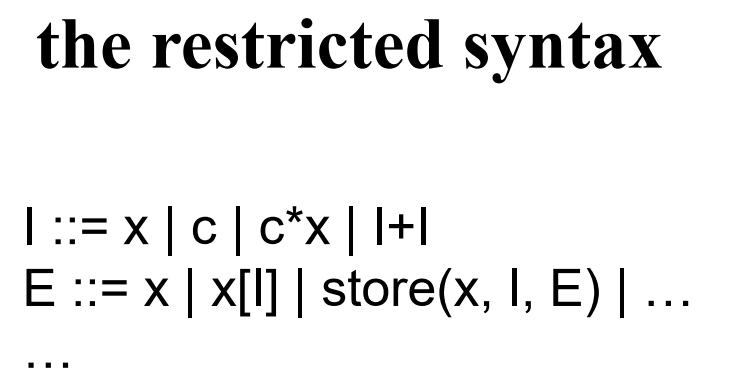 the restricted syntax
I ::= x | c | c*x | I+I
E ::= x | x[I] | store(x, I, E) | …
…